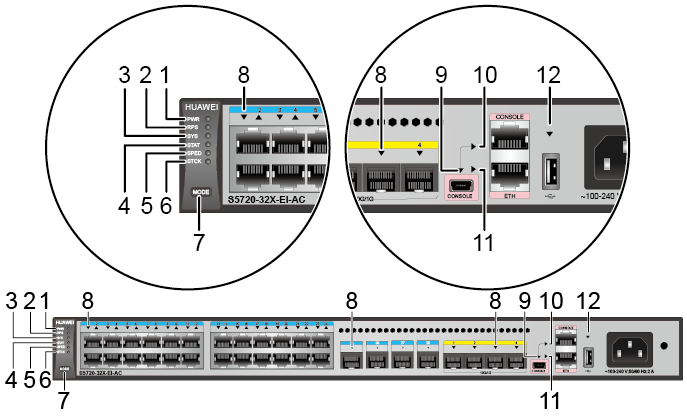 3 2 1
8
8
9
10
12
HUAWEI
PWR
RPS
SYS
STAT
SPED
STCK
2
3
4
5
4
CONSOLE
MODE
S5720-32X-EI-AC
CONSOLE
ETH
~100-240
4 5 6
7
11
3 2 1
8
8
8
9
10
12
HUAWEI
MODE
S5720-32X-EI-AC
CONSOLE
ETH
~100-240 V;50/60 Hz;2 A
4 5 6
7
11